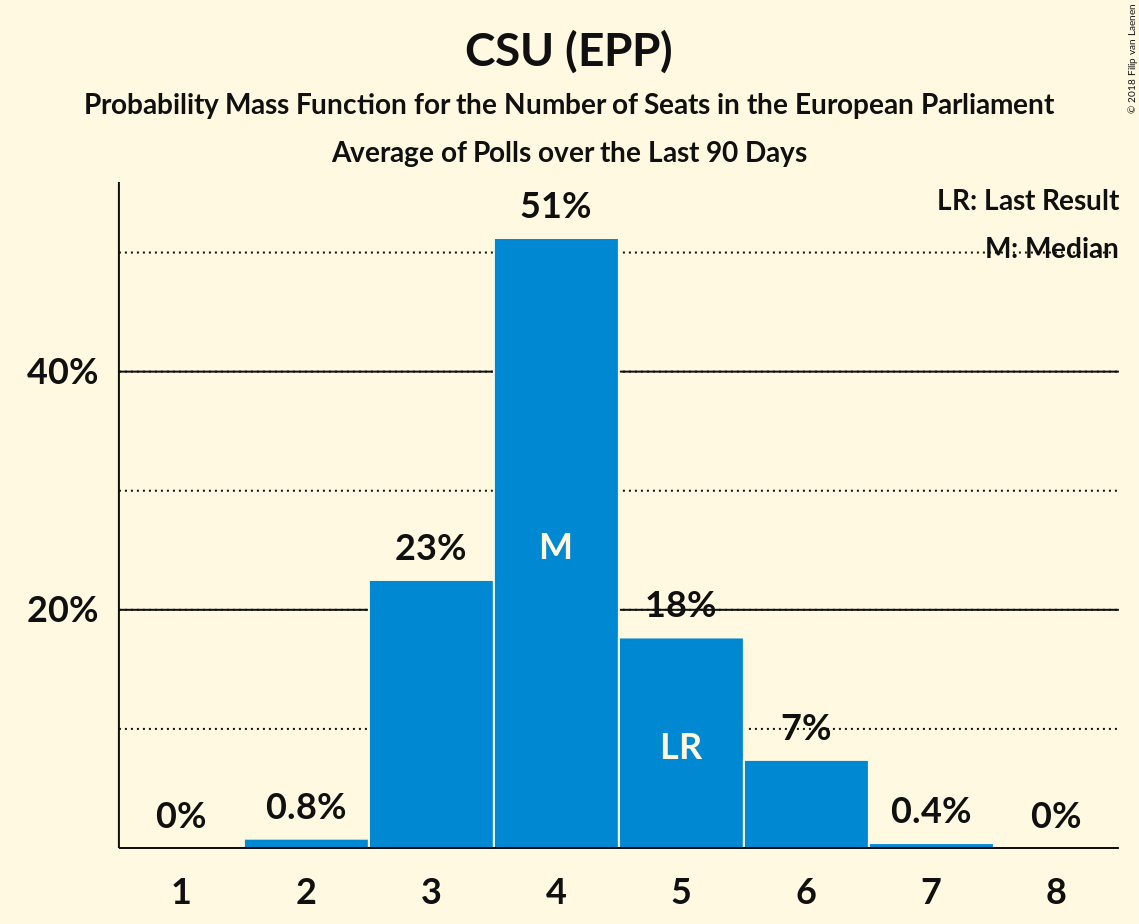 CSU (EPP)
Probability Mass Function for the Number of Seats in the European Parliament
Average of Polls over the Last 90 Days
© 2018 Filip van Laenen
LR: Last Result
M: Median
51%
40%
23%
M
20%
18%
7%
LR
0%
0.8%
0.4%
0%
1 2 3 4 5 6 7 8